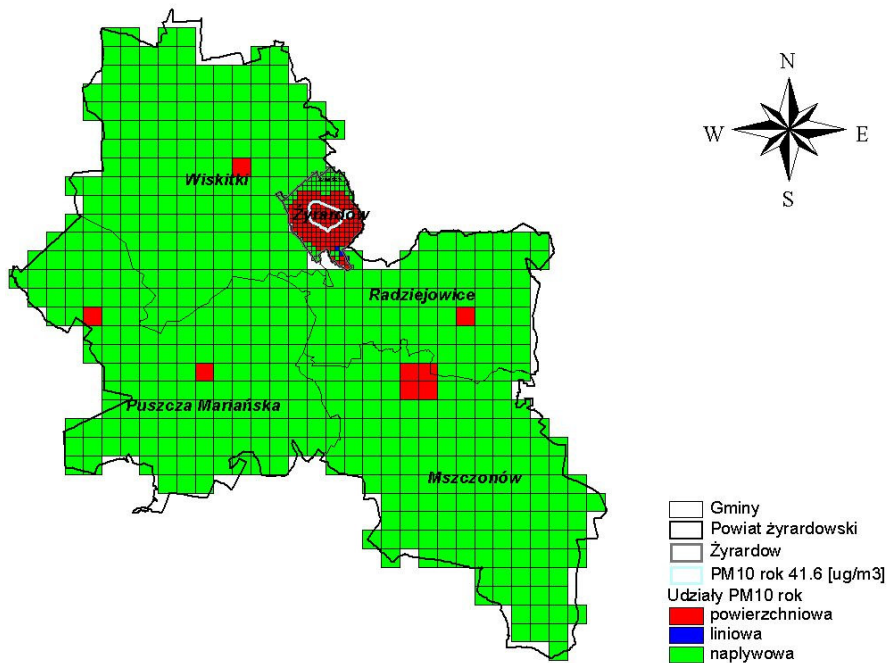 N
W E
S
Wiskitki
Żyrardów
Radziejowice
Puszcza Mariańska
Mszczonów
Gminy
Powiat żyrardowski
Żyrardow
PM10 rok 41.6 [ug/m3]
Udziały PM10 rok
powierzchniowa
liniowa
naplywowa